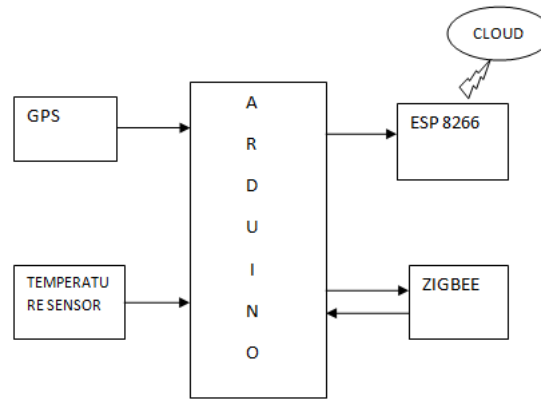 CLOUD
GPS
A
R
D
U
I
N
O
ESP 8266
TEMPERATU
RE SENSOR
ZIGBEE